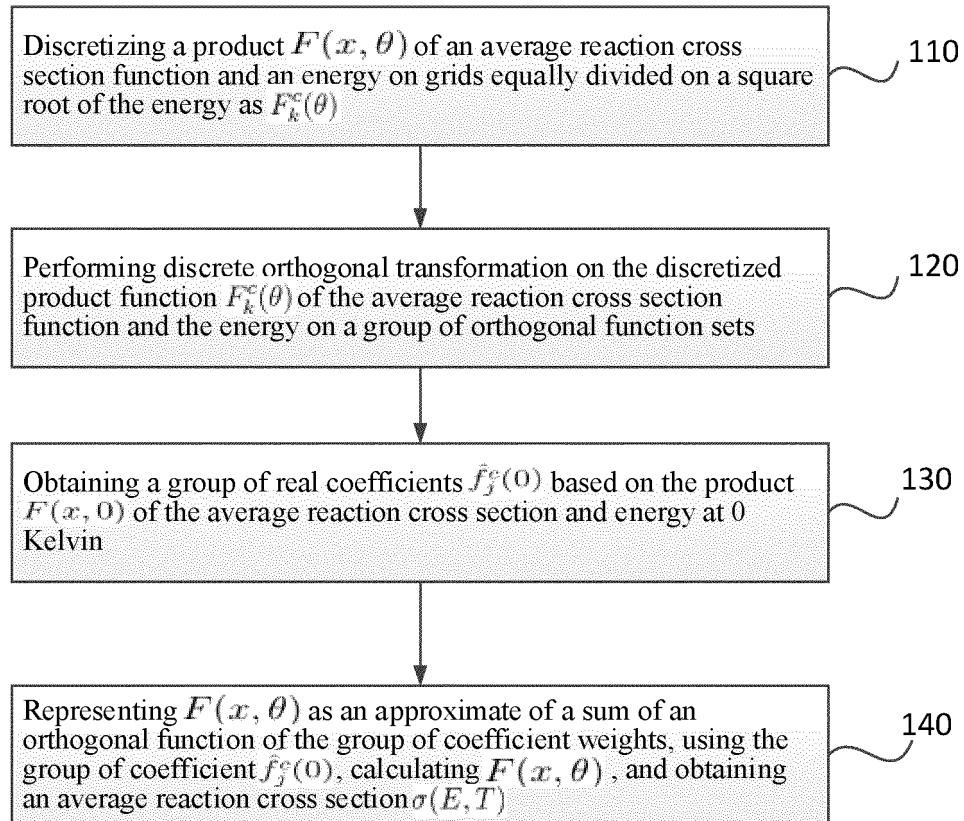 Discretizing a product F(x, θ) of an average reaction cross
section function and an energy on grids equally divided on a square
root of the energy as F_k^c(θ)
110
Performing discrete orthogonal transformation on the discretized
product function F_k^c(θ) of the average reaction cross section
function and the energy on a group of orthogonal function sets
120
Obtaining a group of real coefficients f̂_j^c(0) based on the product
F(x, 0) of the average reaction cross section and energy at 0
Kelvin
130
Representing F(x, θ) as an approximate of a sum of an
orthogonal function of the group of coefficient weights, using the
group of coefficient f̂_j^c(0), calculating F(x, θ) , and obtaining
an average reaction cross section σ(E, T)
140